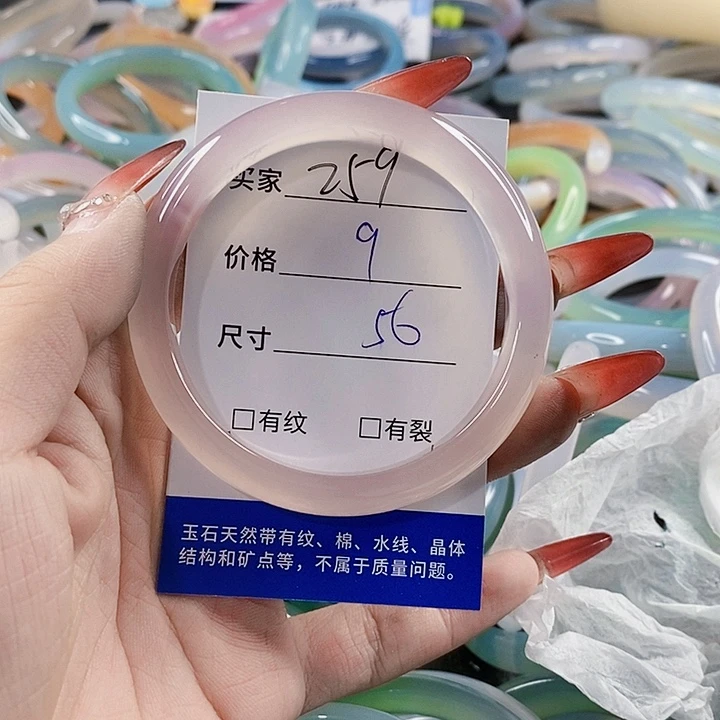 买家 259
价格 9
尺寸 56
□有纹 □有裂
玉石天然带有纹、棉、水线、晶体
结构和矿点等，不属于质量问题。